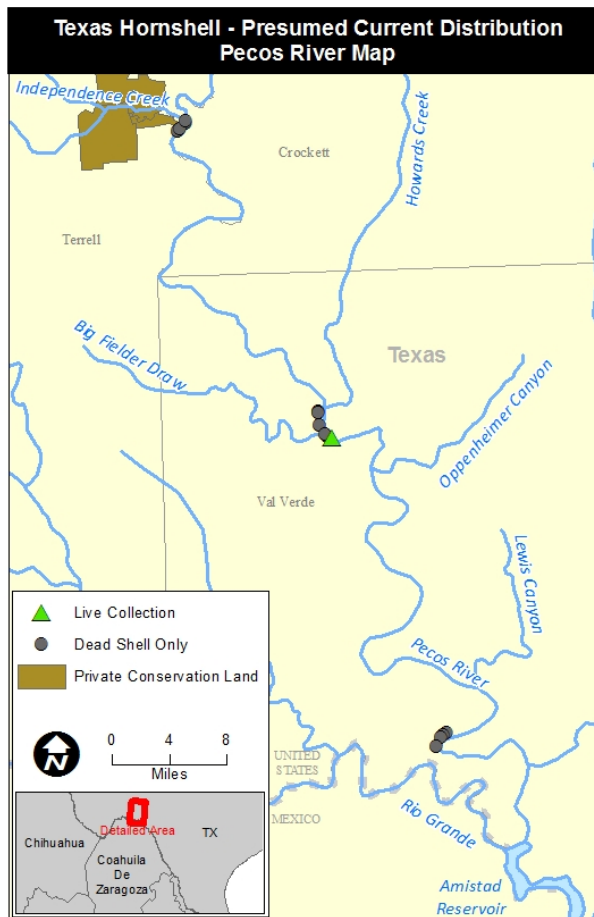 Texas Hornshell - Presumed Current Distribution
Pecos River Map
Independence Creek
Crockett
Howards Creek
Terrell
Big Fielder Draw
Texas
Oppenheimer Canyon
Val Verde
Lewis Canyon
Live Collection
Dead Shell Only
Private Conservation Land
Pecos River
N
0 4 8
Miles
UNITED
STATES
MEXICO
Rio Grande
Detailed Area
TX
Chihuahua
Coahuila
De
Zaragoza
Amistad
Reservoir